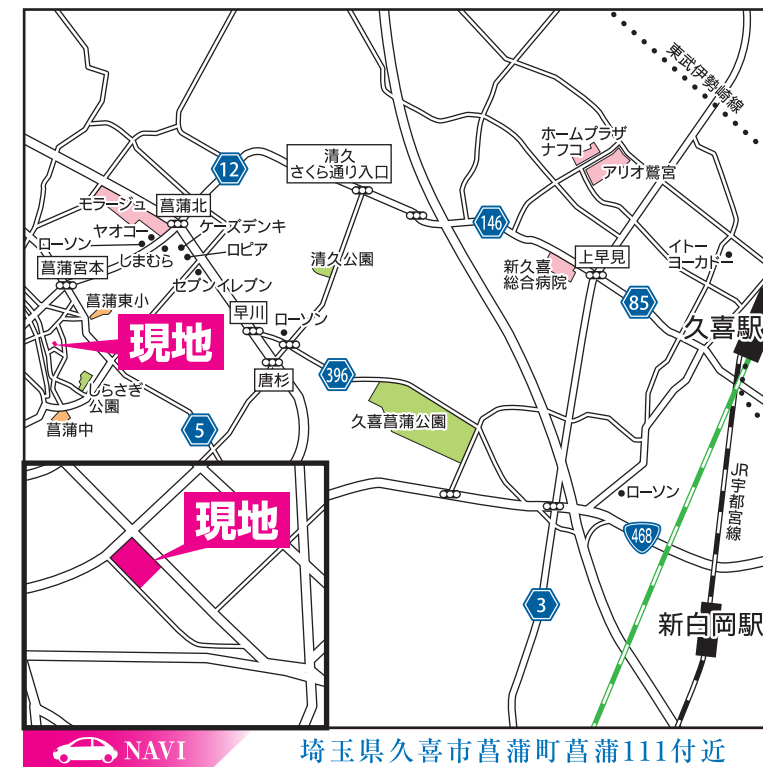 東武伊勢崎線
ホームプラザ
ナフコ
アリオ鷲宮
清久
さくら通り入口
12
モラージュ
菖蒲北
146
ヤオコー
ケーズデンキ
ローソン
しまむら
ロピア
上早見
イトー
ヨーカドー
菖蒲宮本
清久公園
新久喜
総合病院
セブンイレブン
菖蒲東小
85
早川
ローソン
久喜駅
現地
唐杉
396
しらさぎ
公園
久喜菖蒲公園
菖蒲中
5
JR宇都宮線
ローソン
現地
468
3
新白岡駅
NAVI
埼玉県久喜市菖蒲町菖蒲111付近